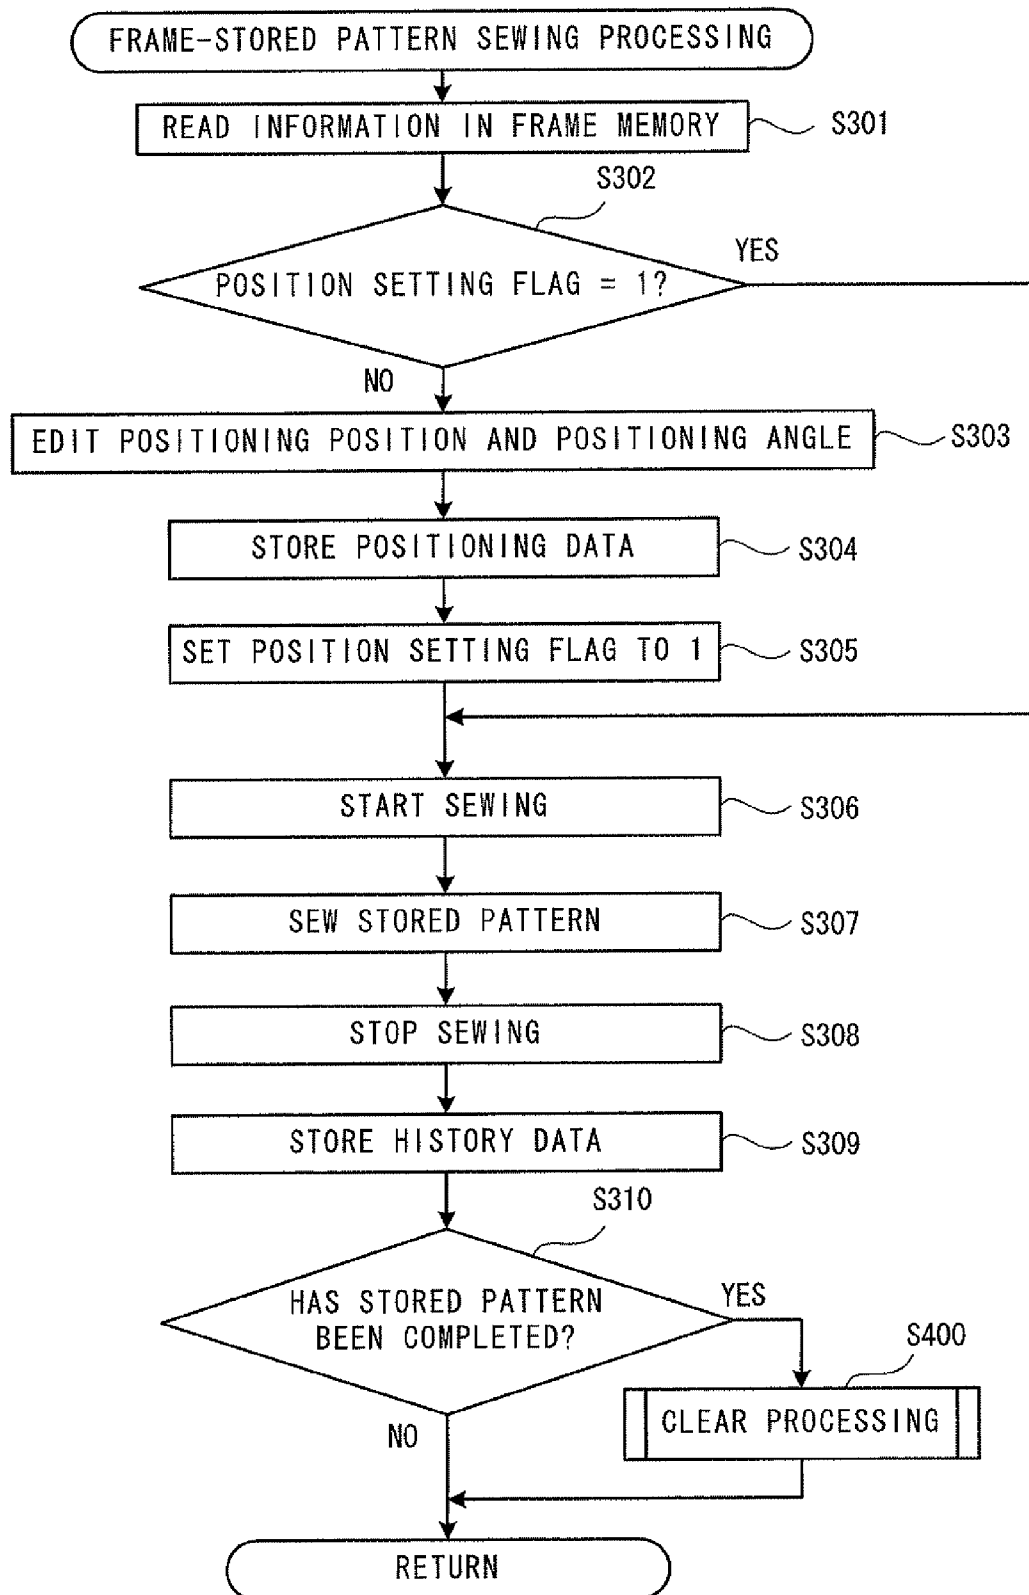 FRAME-STORED PATTERN SEWING PROCESSING
READ INFORMATION IN FRAME MEMORY
S301
S302
POSITION SETTING FLAG = 1?
YES
NO
EDIT POSITIONING POSITION AND POSITIONING ANGLE
S303
STORE POSITIONING DATA
S304
SET POSITION SETTING FLAG TO 1
S305
START SEWING
S306
SEW STORED PATTERN
S307
STOP SEWING
S308
STORE HISTORY DATA
S309
S310
HAS STORED PATTERN
BEEN COMPLETED?
YES
S400
CLEAR PROCESSING
NO
RETURN